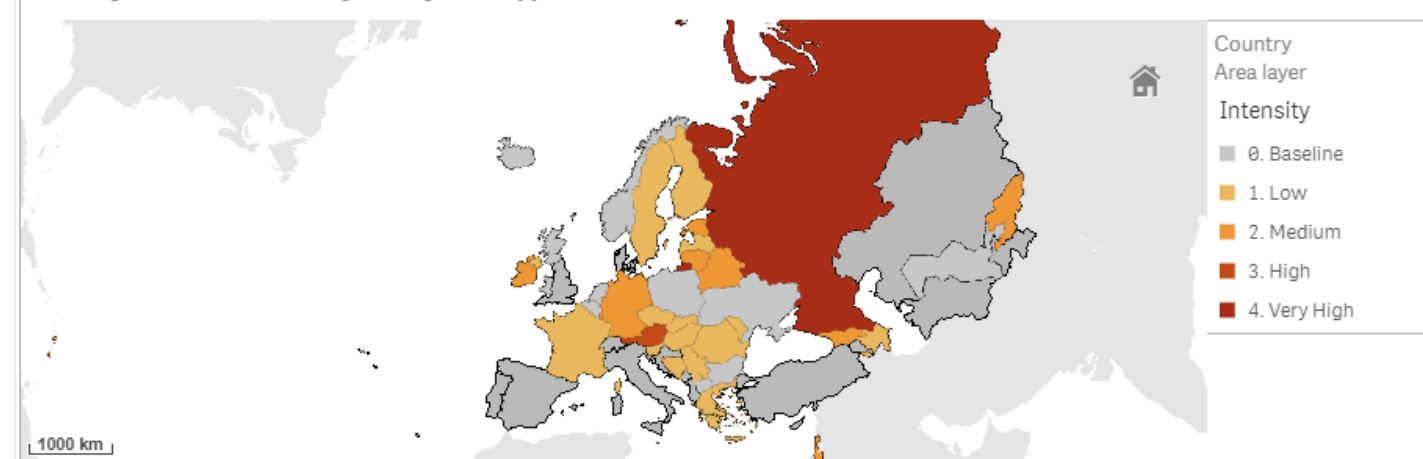 Country
Area layer
Intensity
0. Baseline
1. Low
2. Medium
3. High
4. Very High
1000 km